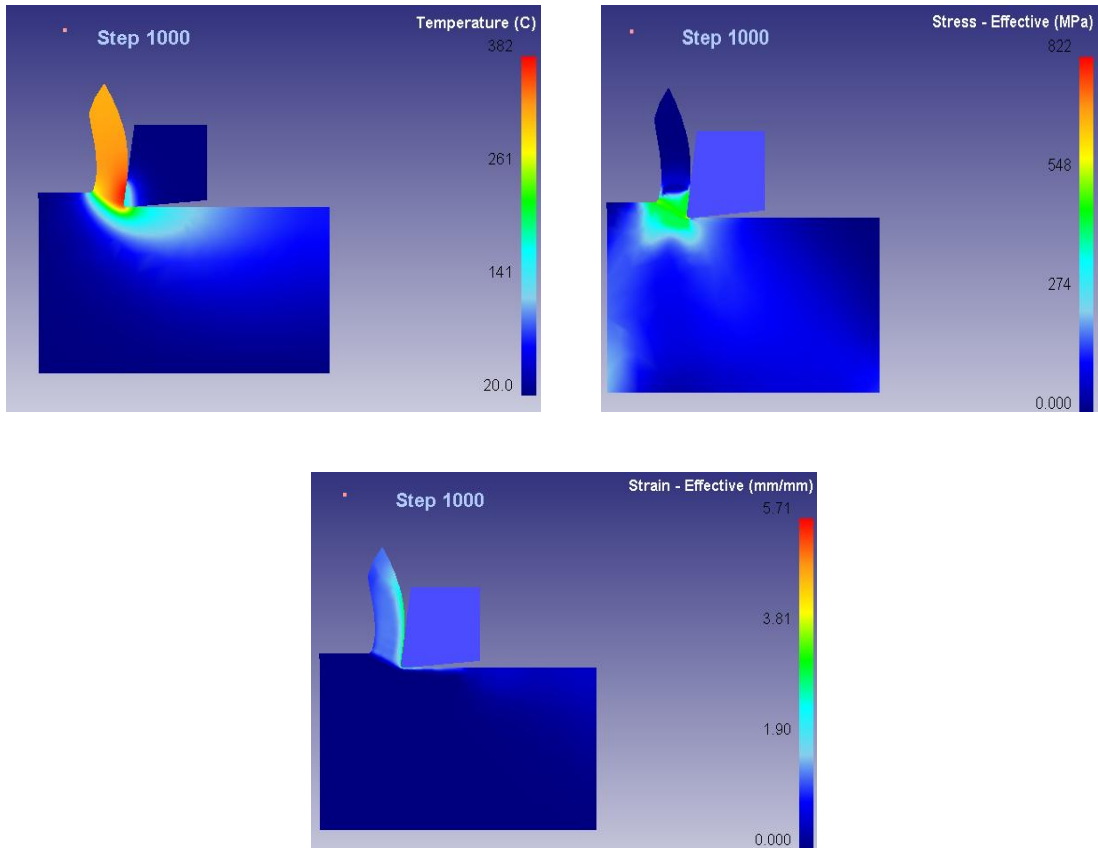 Temperature (C)
Step 1000
382
261
141
20.0
Stress - Effective (MPa)
Step 1000
822
548
274
0.000
Strain - Effective (mm/mm)
Step 1000
5.71
3.81
1.90
0.000